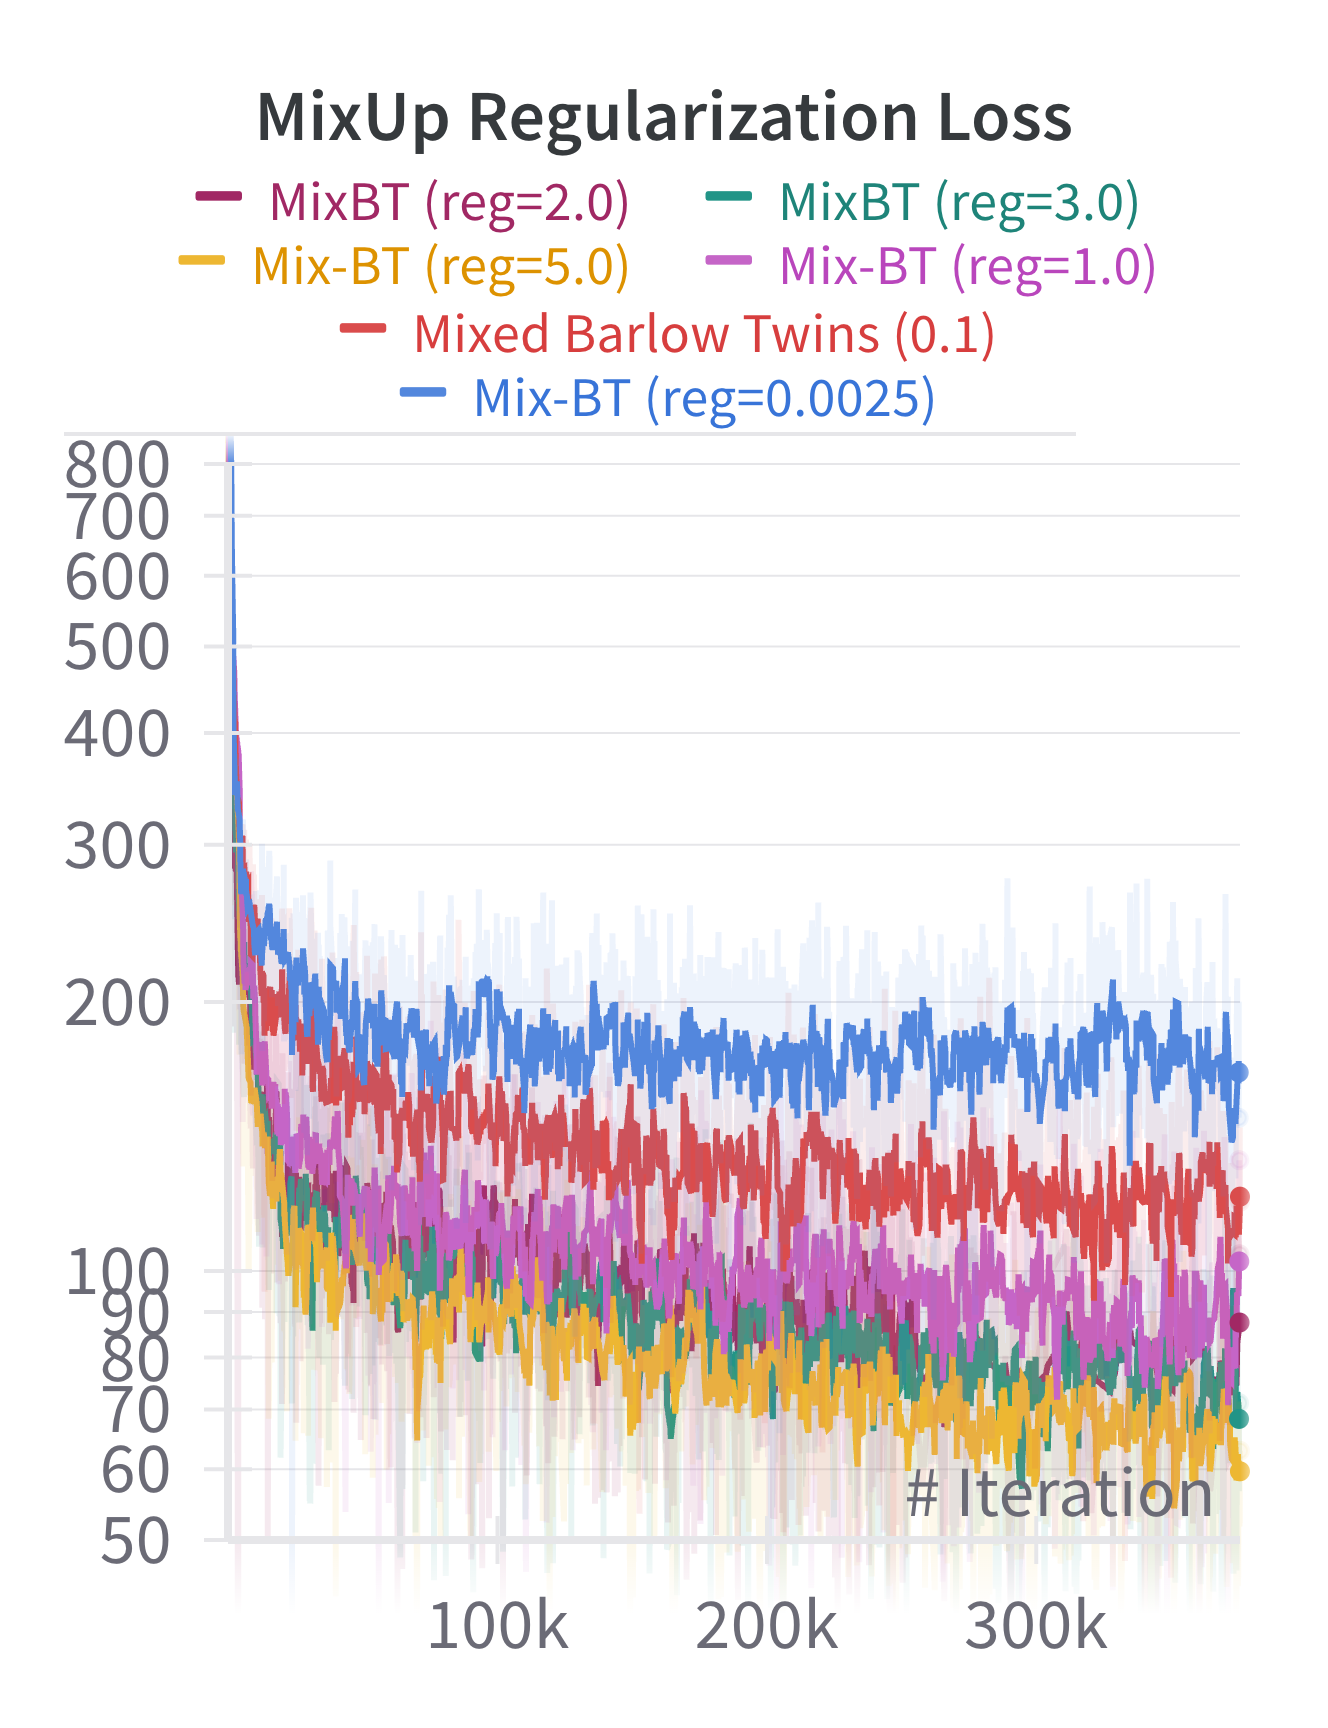 MixUp Regularization Loss
MixBT (reg=2.0) MixBT (reg=3.0)
Mix-BT (reg=5.0) Mix-BT (reg=1.0)
Mixed Barlow Twins (0.1)
Mix-BT (reg=0.0025)
800
700
600
500
400
300
200
100
90
80
70
60
# Iteration
50
100k 200k 300k